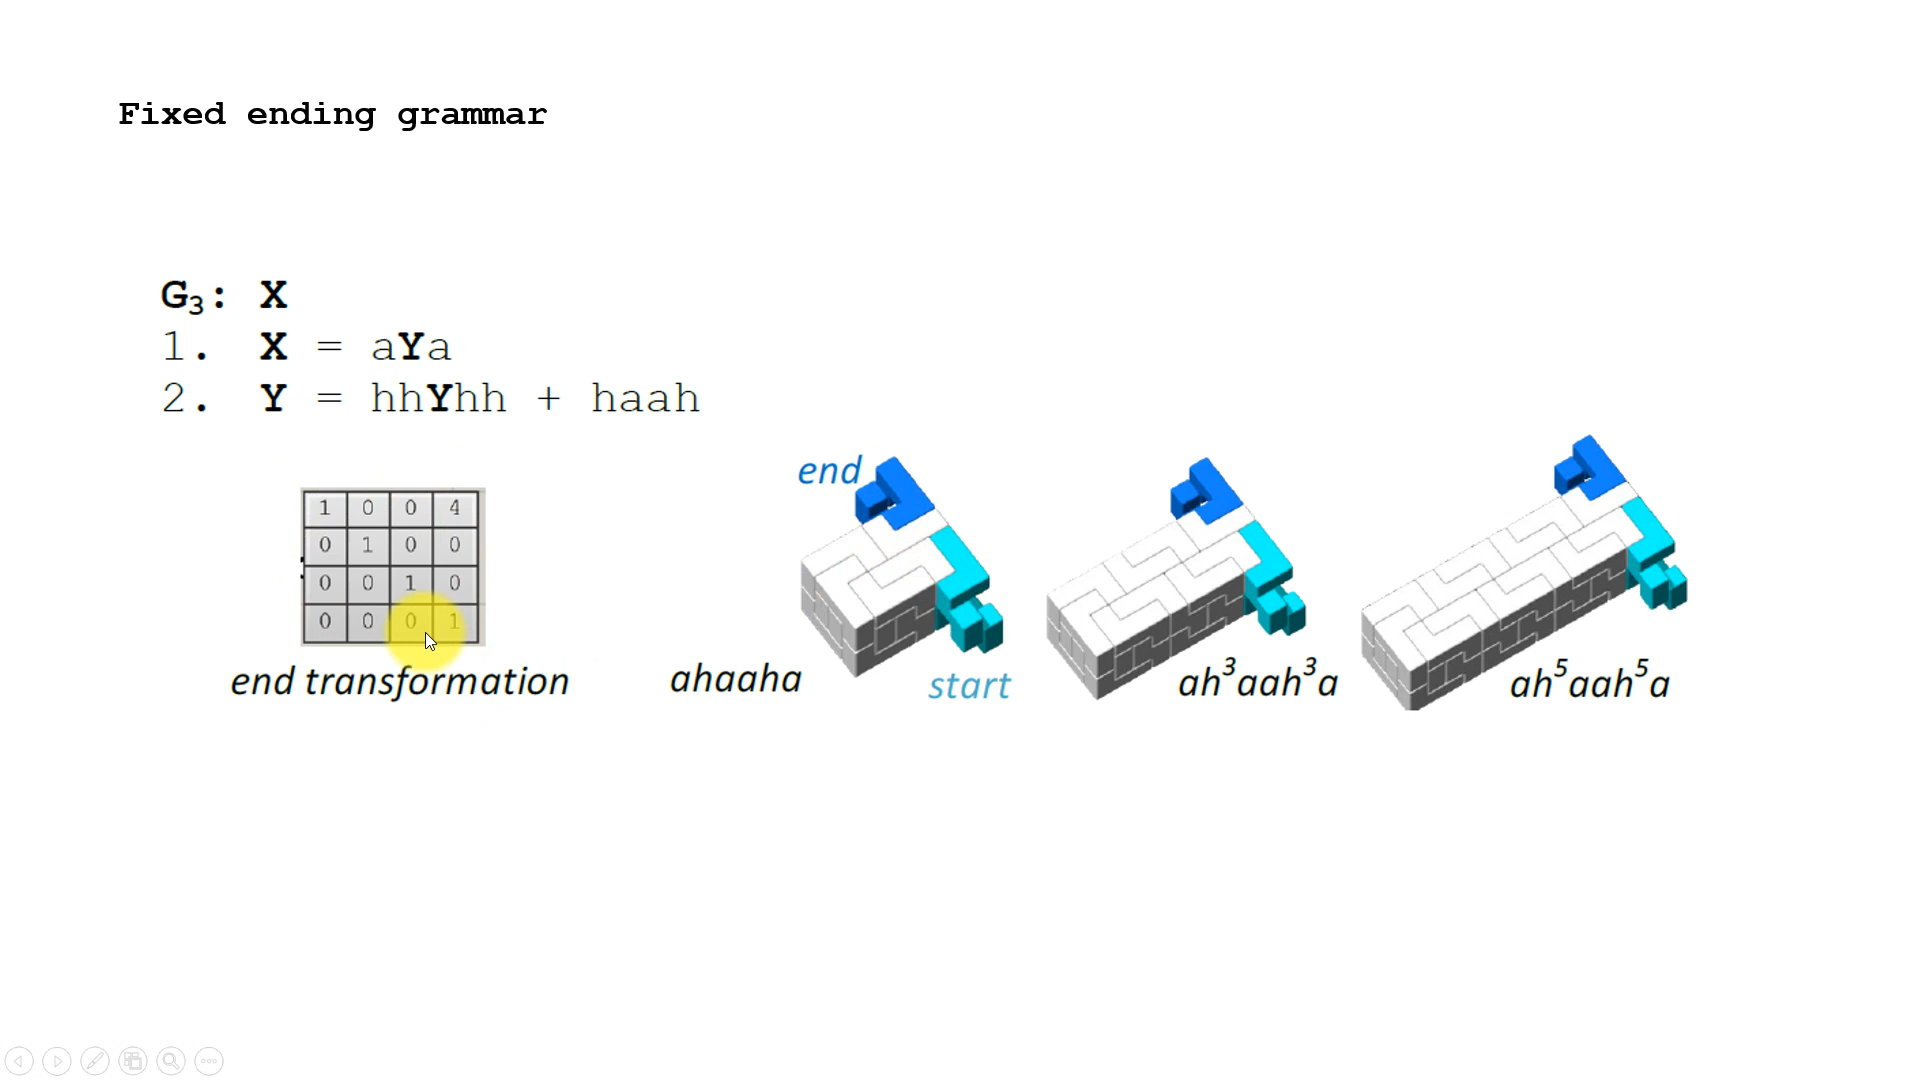 Fixed ending grammar
G₃: X
1. X = aYa
2. Y = hhYhh + haah
1 0 0 4
0 1 0 0
0 0 1 0
0 0 0 1
end transformation
end
ahaaha
start
ah³aah³a
ah⁵aah⁵a